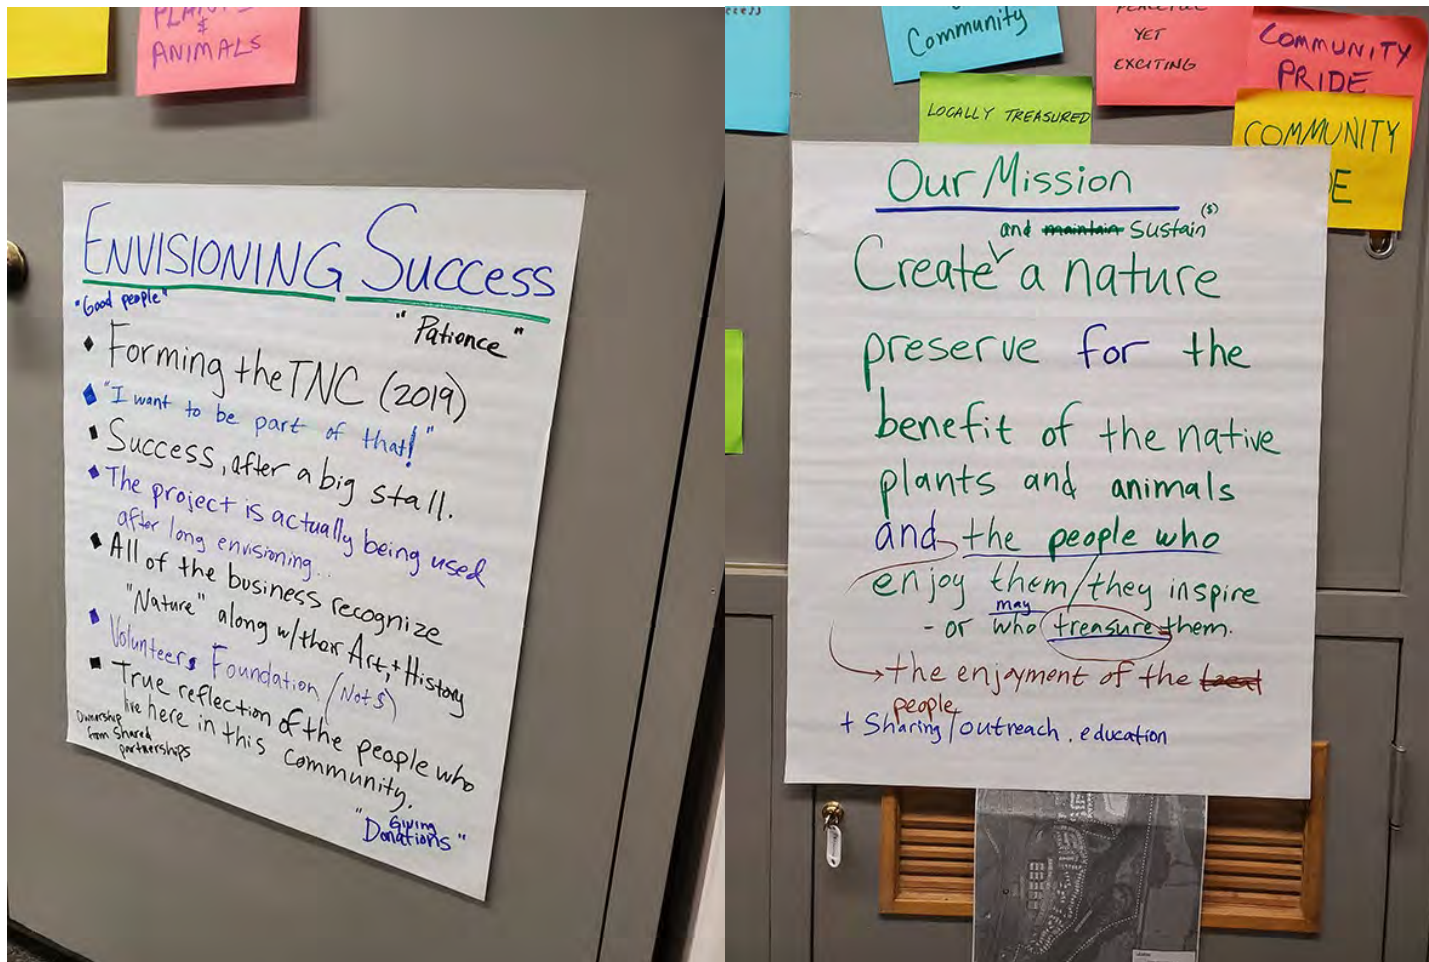 PLANTS
&
ANIMALS
ENVISIONING SUCCESS
"Good people"
"Patience"
Forming the TNC (2019)
"I want to be part of that!"
Success, after a big stall.
The project is actually being used
after long envisioning...
All of the business recognize
"Nature" along w/their Art, + History
Volunteers Foundation (Not $)
True reflection of the people who
live here in this community.
Ownership
from shared
partnerships
Giving
"Donations"
Community
PEACEFUL
YET
EXCITING
COMMUNITY
PRIDE
LOCALLY TREASURED
COMMUNITY
DE
Our Mission
and maintain sustain (s)
Create a nature
preserve for the
benefit of the native
plants and animals
and the people who
enjoy them/they inspire
may
- or who treasure them.
the enjoyment of the local
people
+ Sharing/outreach, education